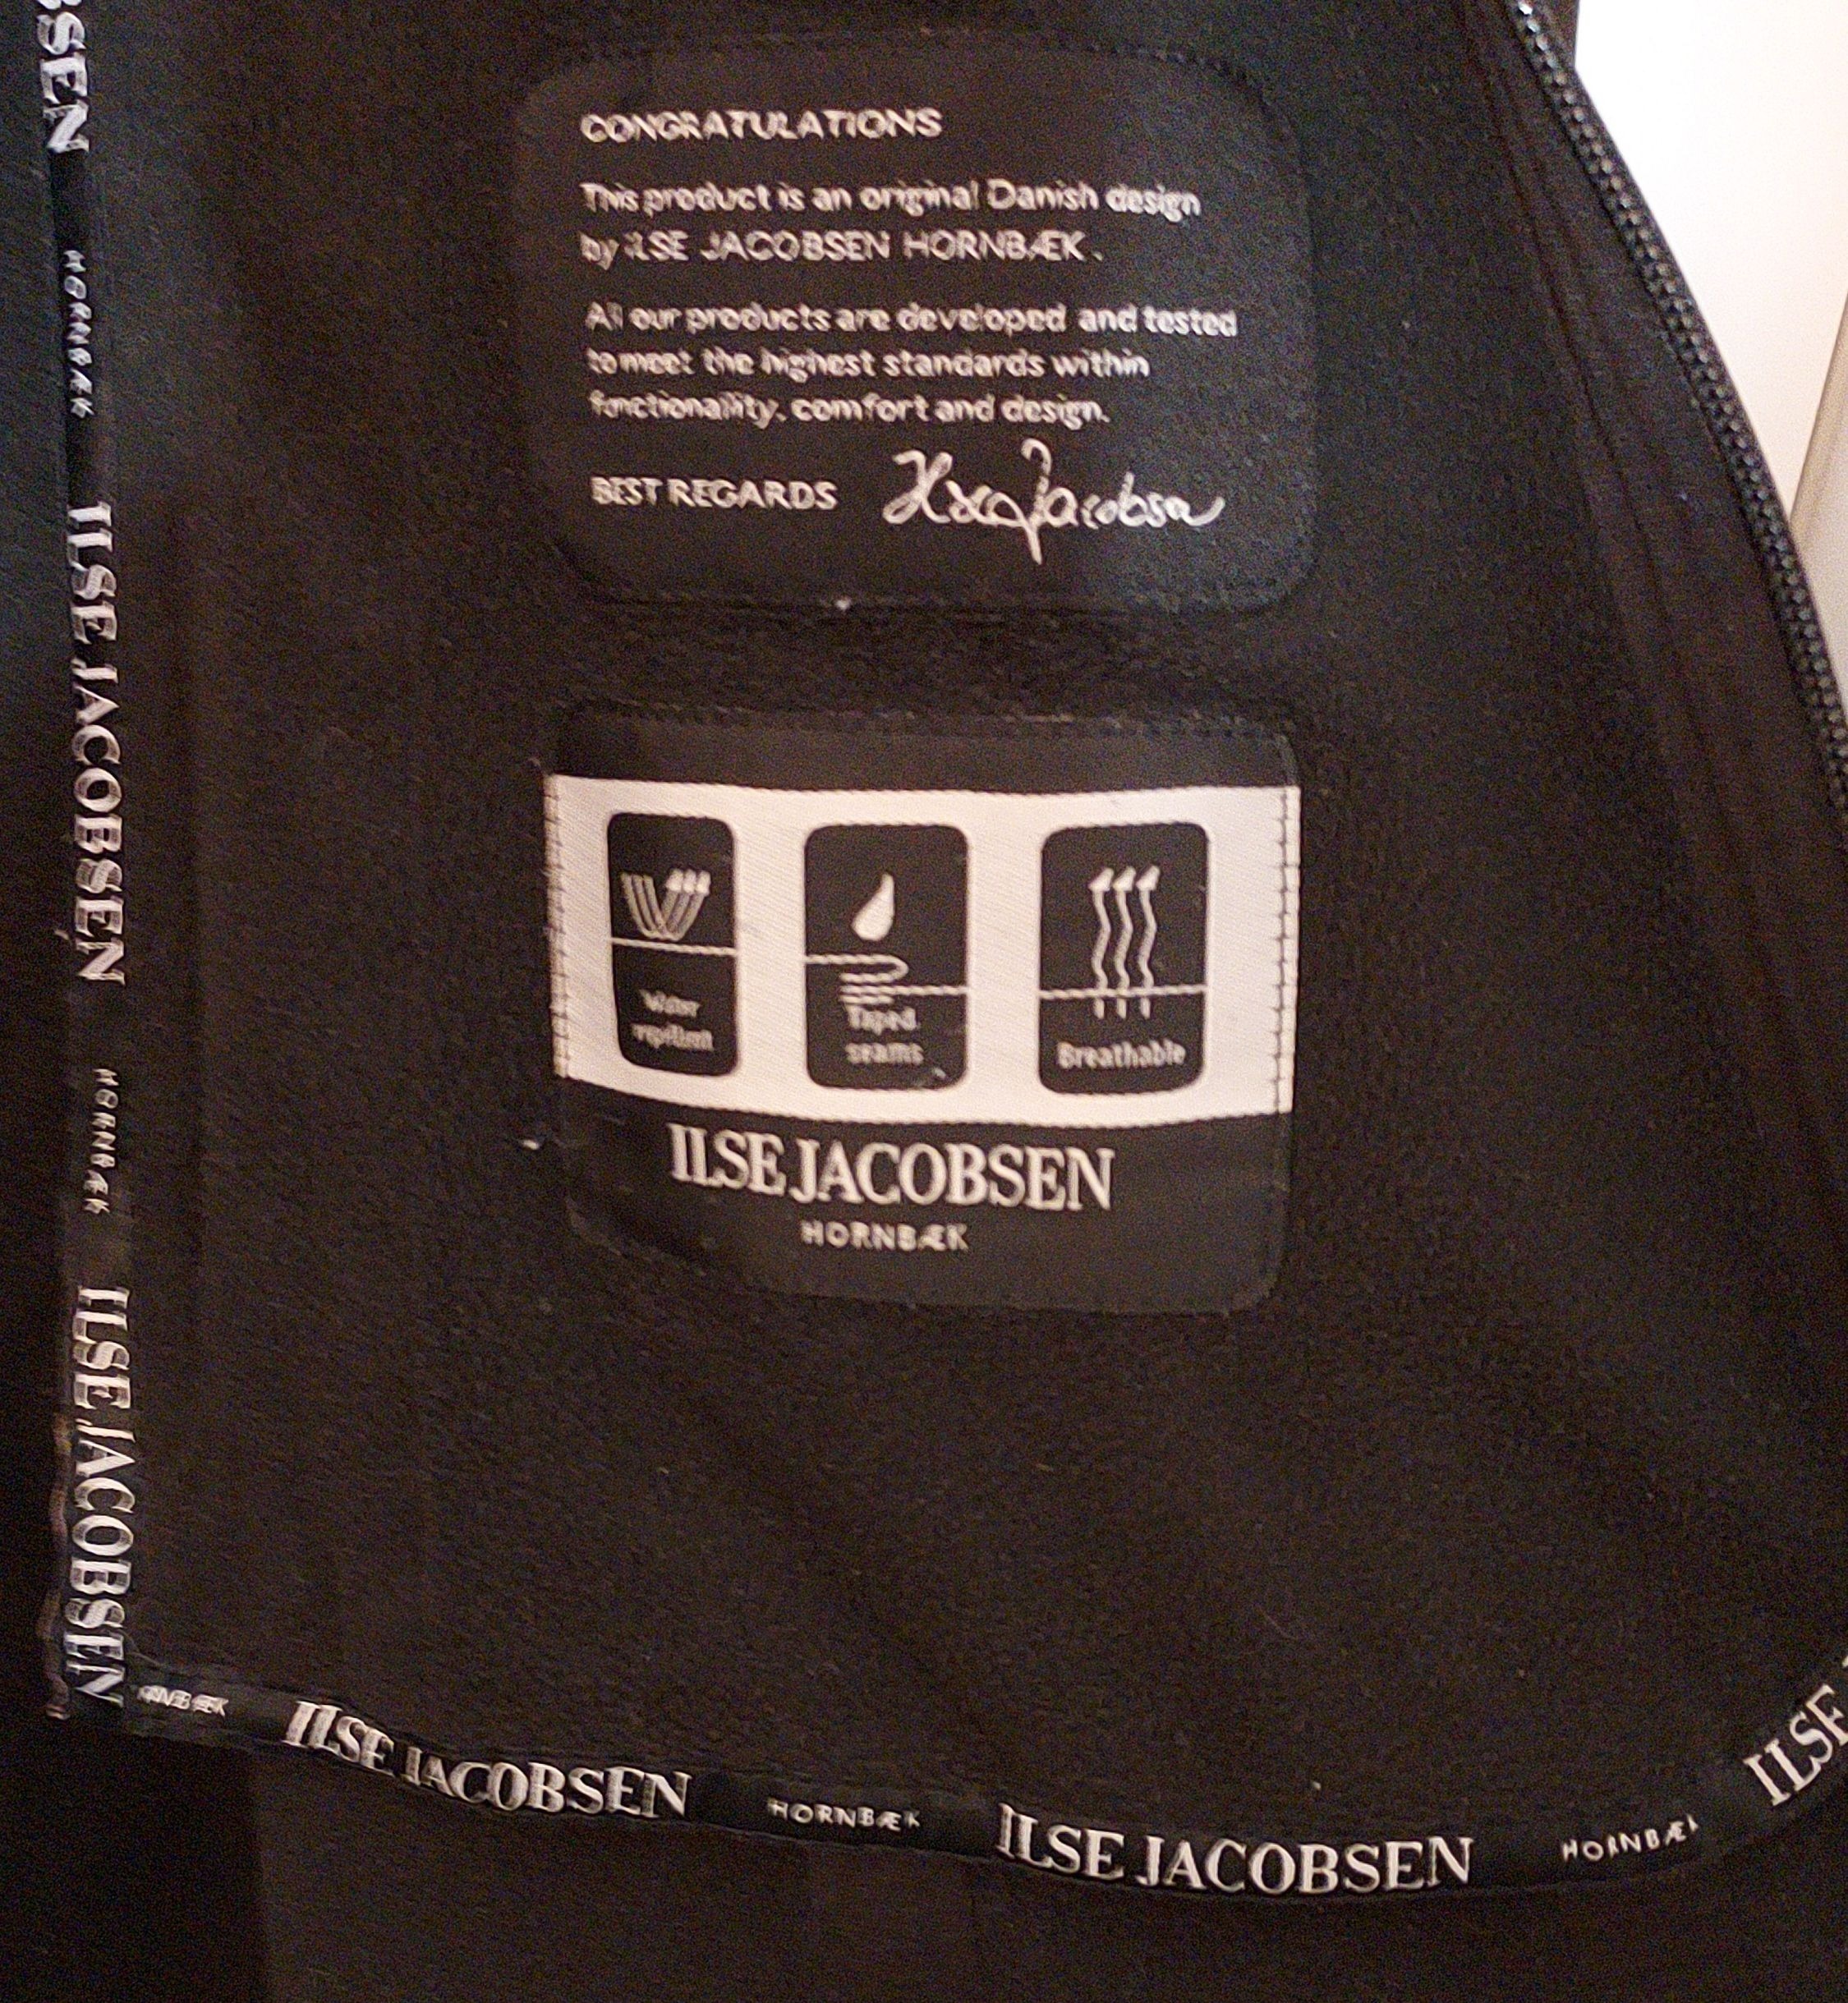 CONGRATULATIONS
This product is an original Danish design
by ILSE JACOBSEN HORNBÆK.
All our products are developed and tested
to meet the highest standards within
functionality, comfort and design.
BEST REGARDS
Ilse Jacobsen
Water
repellent
Taped
seams
Breathable
ILSE JACOBSEN
HORNBÆK
SEN
HORNBÆK
ILSE JACOBSEN
HORNBÆK
ILSE JACOBSEN
RNBÆK
ILSE JACOBSEN
HORNBÆK
ILSE JACOBSEN
HORNBÆK
ILSE